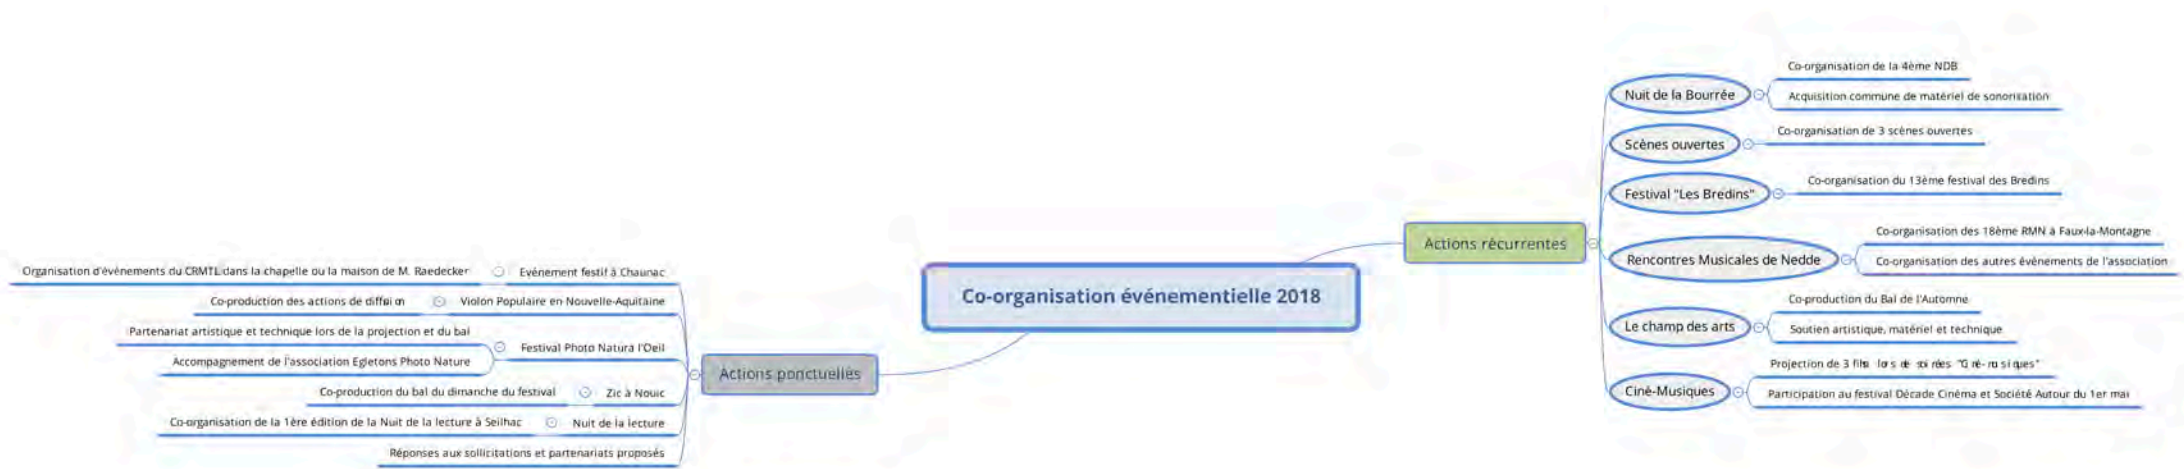 Co-organisation événementielle 2018
Actions récurrentes
Nuit de la Bourrée
Co-organisation de la 4ème NDB
Acquisition commune de matériel de sonorisation
Scènes ouvertes
Co-organisation de 3 scènes ouvertes
Festival "Les Bredins"
Co-organisation du 13ème festival des Bredins
Rencontres Musicales de Nedde
Co-organisation des 18ème RMN à Faux-la-Montagne
Co-organisation des autres événements de l'association
Le champ des arts
Co-production du Bal de l'Automne
Soutien artistique, matériel et technique
Ciné-Musiques
Projection de 3 films lors de soirées
Participation au festival Décade Cinéma et Société Autour du 1er mai
Actions ponctuelles
Evénement festif à Chaunac
Organisation d'événements du CRMTL dans la chapelle ou la maison de M. Raedecker
Violon Populaire en Nouvelle-Aquitaine
Co-production des actions de diffusion
Festival Photo Natura l'Oeil
Partenariat artistique et technique lors de la projection et du bal
Accompagnement de l'association Egletons Photo Nature
Zic à Nouic
Co-production du bal du dimanche du festival
Nuit de la lecture
Co-organisation de la 1ère édition de la Nuit de la lecture à Seilhac
Réponses aux sollicitations et partenariats proposés